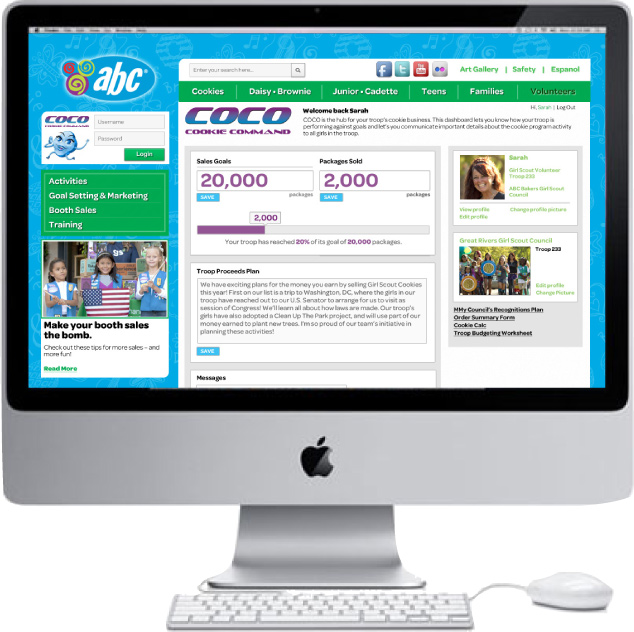 abc
Enter your search here...
Art Gallery | Safety | Espanol
Cookies
Daisy • Brownie
Junior • Cadette
Teens
Families
Volunteers
Hi, Sarah | Log Out
COCO
COOKIE COMMAND
Username
Password
Login
Activities
Goal Setting & Marketing
Booth Sales
Training
Make your booth sales
the bomb.
Check out these tips for more sales – and
more fun!
Read More
COCO
COOKIE COMMAND
Welcome back Sarah
COCO is the hub for your troop's cookie business. This dashboard lets you know how your troop is
performing against goals and let's you communicate important details about the cookie program activity
to all girls in the troop.
Sales Goals
20,000
SAVE
packages
Packages Sold
2,000
SAVE
packages
2,000
Your troop has reached 20% of its goal of 20,000 packages.
Troop Proceeds Plan
We have exciting plans for the money you earn by selling Girl Scout Cookies
this year! First on our list is a trip to Washington, DC, where the girls in our
troop have reached out to our U.S. Senator to arrange for us to visit as
session of Congress! We'll learn all about how laws are made. Our troop's
girls have also adopted a Clean Up The Park project, and will use part of our
money earned to plant new trees. I'm so proud of our team's initiative in
planning these activities!
SAVE
Messages
Sarah
Girl Scout Volunteer
Troop 233
ABC Bakers Girl Scout
Council
View profile
Edit profile
Change profile picture
Great Rivers Girl Scout Council
Troop 233
Edit profile
Change Picture
MMy Council's Recognitions Plan
Order Summary Form
Cookie Calc
Troop Budgeting Worksheet